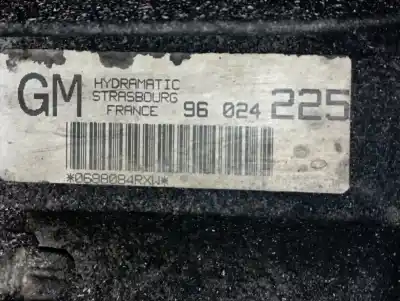 GM HYDRAMATIC
STRASBOURG
FRANCE 96 024 225
*0698084RXW*